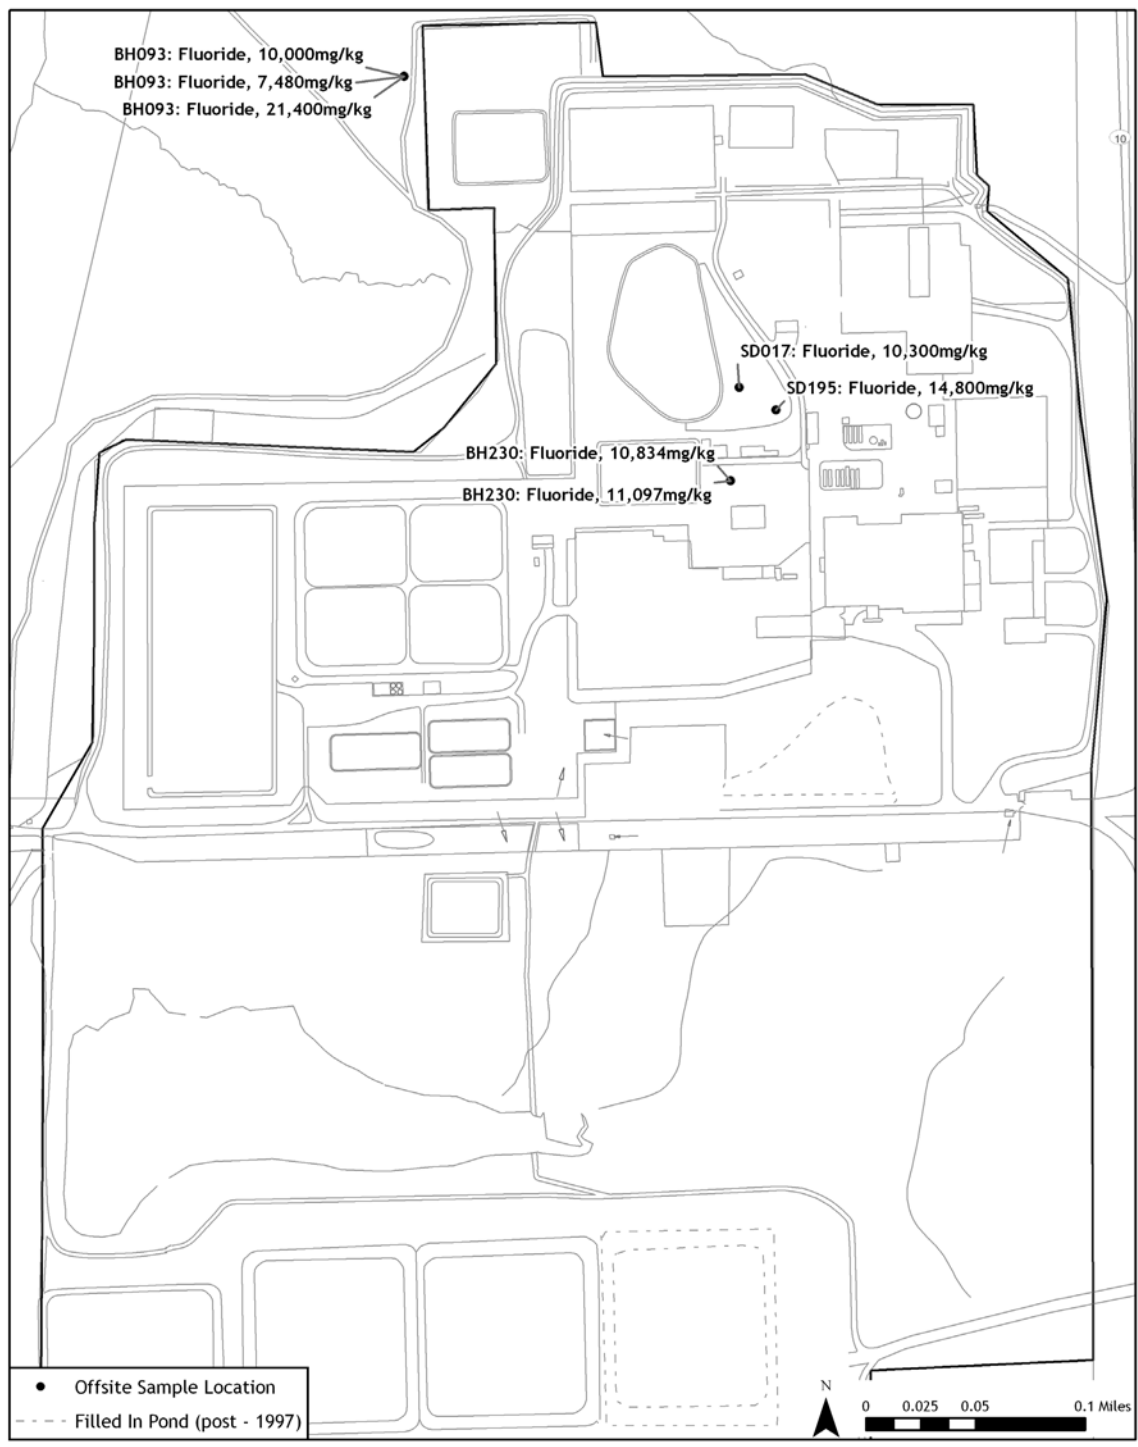 BH093: Fluoride, 10,000mg/kg
BH093: Fluoride, 7,480mg/kg
BH093: Fluoride, 21,400mg/kg
10
SD017: Fluoride, 10,300mg/kg
SD195: Fluoride, 14,800mg/kg
BH230: Fluoride, 10,834mg/kg
BH230: Fluoride, 11,097mg/kg
Offsite Sample Location
Filled In Pond (post - 1997)
N
0 0.025 0.05 0.1 Miles